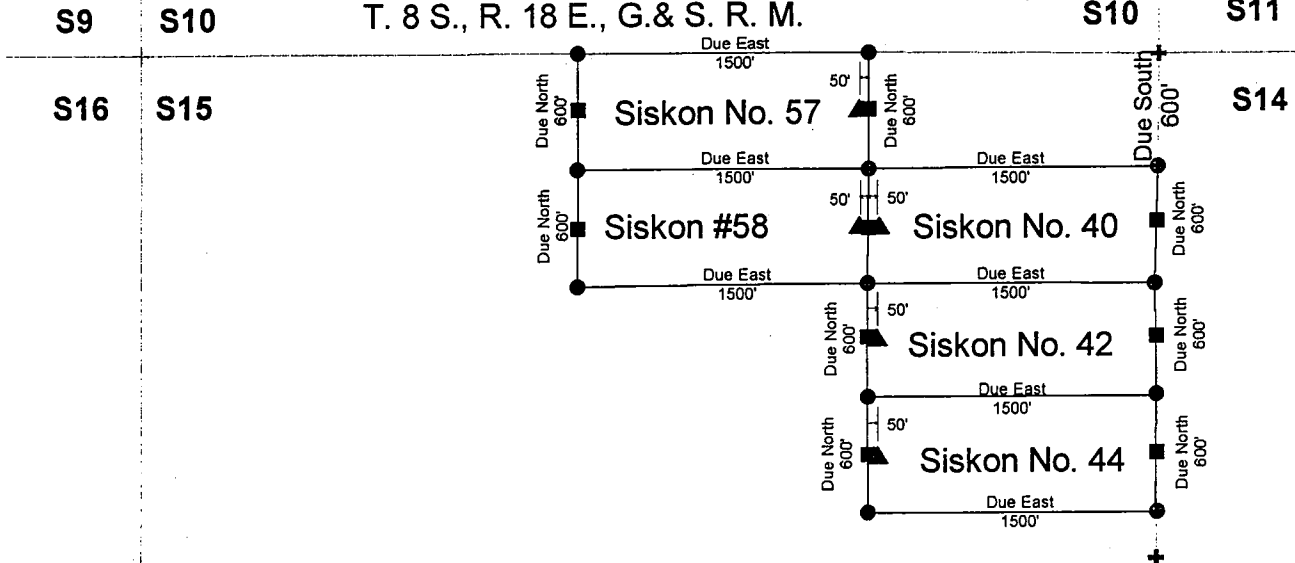 S9 S10 T. 8 S., R. 18 E., G.& S. R. M. S10 S11
S16 S15 S14
Due East
1500'
Due South
600'
50'
Due North
600'
Siskon No. 57
Due North
600'
Due East
1500'
Due East
1500'
50' 50'
Due North
600'
Siskon #58
Siskon No. 40
Due North
600'
Due East
1500'
Due East
1500'
50'
Due North
600'
Siskon No. 42
Due North
600'
Due East
1500'
50'
Due North
600'
Siskon No. 44
Due North
600'
Due East
1500'